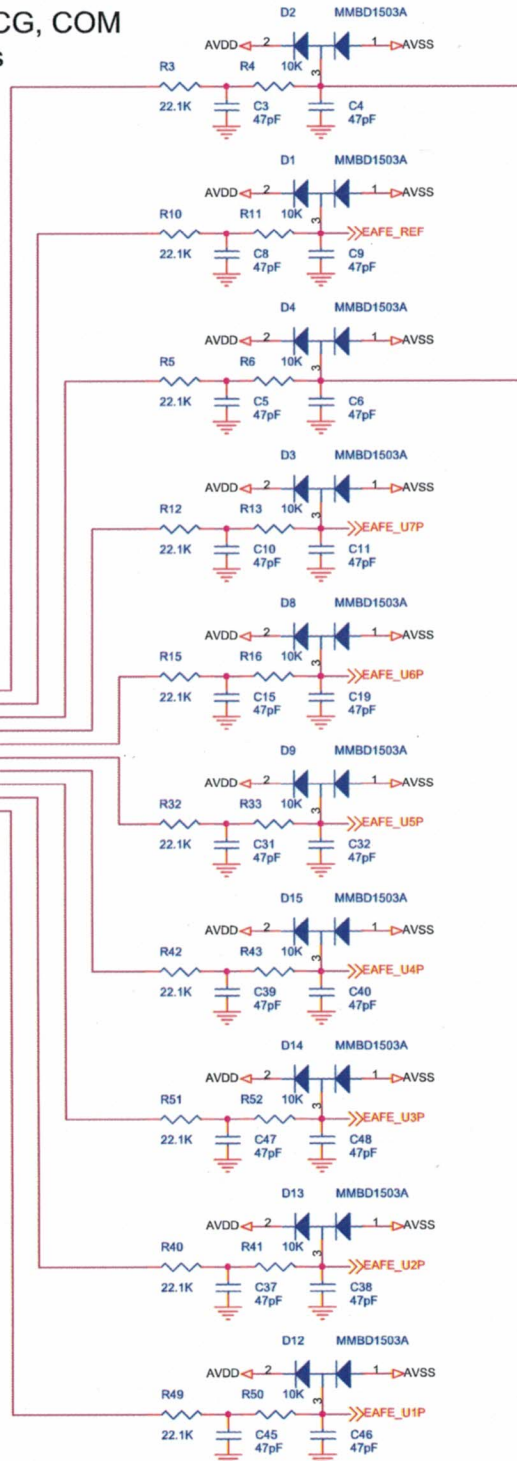 CG, COM
s
D2 MMBD1503A
AVDD 2 1 AVSS
R3 R4 10K 3
22.1K C3 C4
47pF 47pF
D1 MMBD1503A
AVDD 2 1 AVSS
R10 R11 10K 3 EAFE_REF
22.1K C8 C9
47pF 47pF
D4 MMBD1503A
AVDD 2 1 AVSS
R5 R6 10K 3
22.1K C5 C6
47pF 47pF
D3 MMBD1503A
AVDD 2 1 AVSS
R12 R13 10K 3 EAFE_U7P
22.1K C10 C11
47pF 47pF
D8 MMBD1503A
AVDD 2 1 AVSS
R15 R16 10K 3 EAFE_U6P
22.1K C15 C19
47pF 47pF
D9 MMBD1503A
AVDD 2 1 AVSS
R32 R33 10K 3 EAFE_U5P
22.1K C31 C32
47pF 47pF
D15 MMBD1503A
AVDD 2 1 AVSS
R42 R43 10K 3 EAFE_U4P
22.1K C39 C40
47pF 47pF
D14 MMBD1503A
AVDD 2 1 AVSS
R51 R52 10K 3 EAFE_U3P
22.1K C47 C48
47pF 47pF
D13 MMBD1503A
AVDD 2 1 AVSS
R40 R41 10K 3 EAFE_U2P
22.1K C37 C38
47pF 47pF
D12 MMBD1503A
AVDD 2 1 AVSS
R49 R50 10K 3 EAFE_U1P
22.1K C45 C46
47pF 47pF